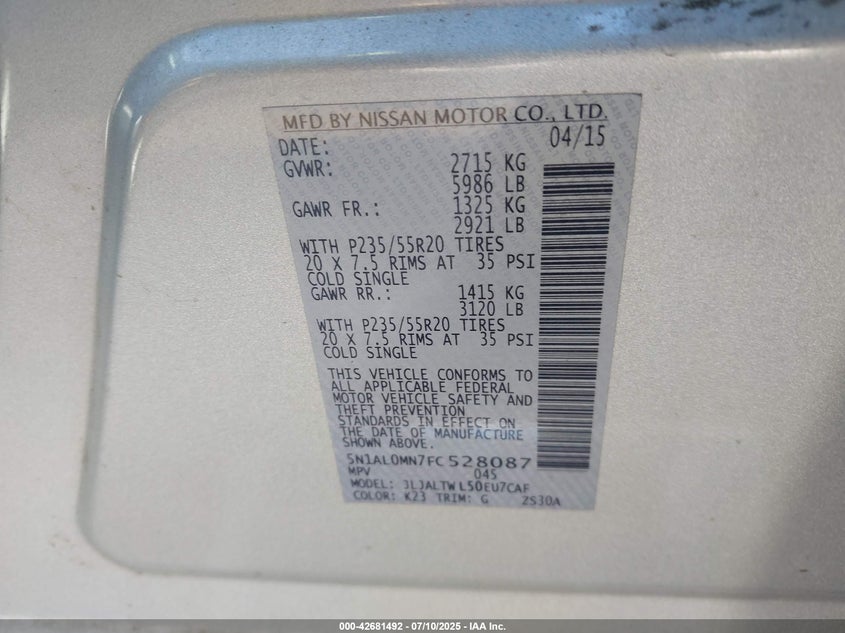 MFD BY NISSAN MOTOR CO., LTD.
DATE: 04/15
GVWR: 2715 KG
5986 LB
GAWR FR.: 1325 KG
2921 LB
WITH P235/55R20 TIRES
20 X 7.5 RIMS AT 35 PSI
COLD SINGLE
GAWR RR.: 1415 KG
3120 LB
WITH P235/55R20 TIRES
20 X 7.5 RIMS AT 35 PSI
COLD SINGLE
THIS VEHICLE CONFORMS TO
ALL APPLICABLE FEDERAL
MOTOR VEHICLE SAFETY AND
THEFT PREVENTION
STANDARDS IN EFFECT ON
THE DATE OF MANUFACTURE
SHOWN ABOVE.
5N1AL0MN7FC528087
MPV 045
MODEL: JLJALTWL50EU7CAF
COLOR: K23 TRIM: G 2S30A
000-42681492 - 07/10/2025 - IAA Inc.